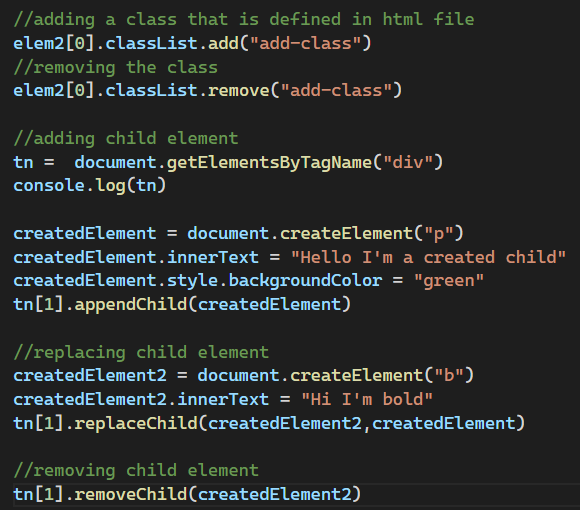 //adding a class that is defined in html file
elem2[0].classList.add("add-class")
//removing the class
elem2[0].classList.remove("add-class")
//adding child element
tn =  document.getElementsByTagName("div")
console.log(tn)
createdElement = document.createElement("p")
createdElement.innerText = "Hello I'm a created child"
createdElement.style.backgroundColor = "green"
tn[1].appendChild(createdElement)
//replacing child element
createdElement2 = document.createElement("b")
createdElement2.innerText = "Hi I'm bold"
tn[1].replaceChild(createdElement2,createdElement)
//removing child element
tn[1].removeChild(createdElement2)